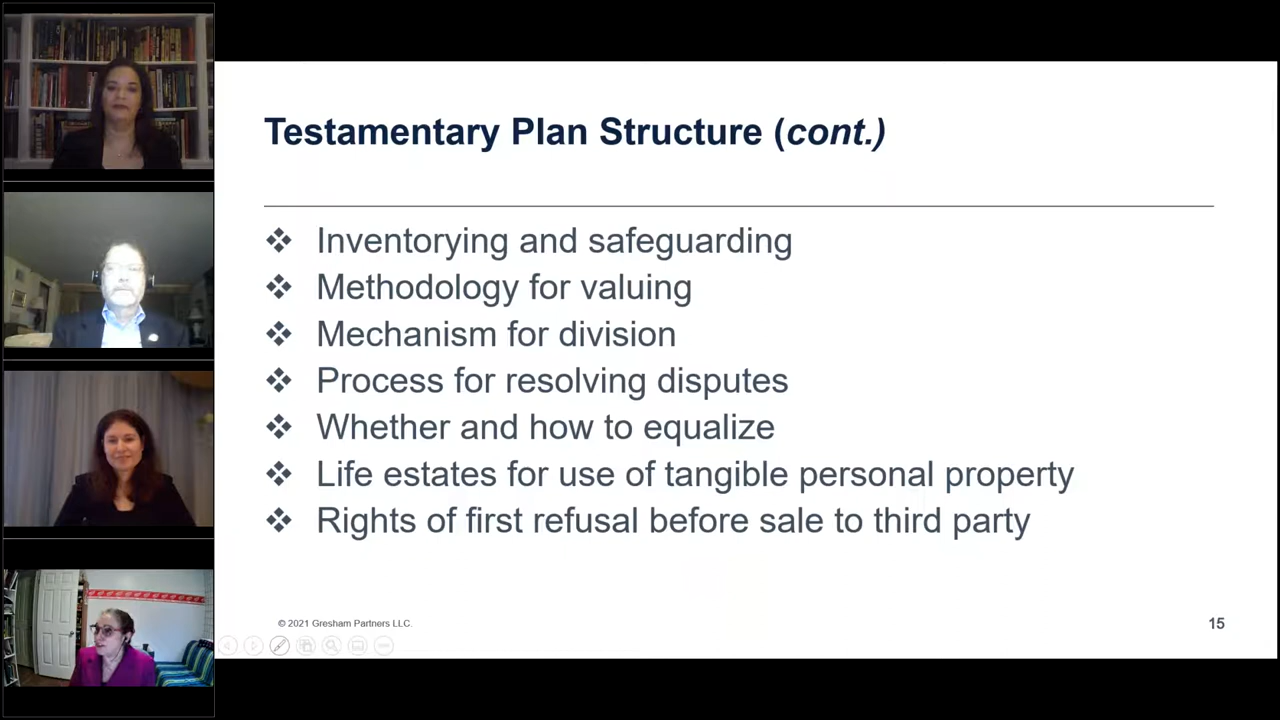 Testamentary Plan Structure (cont.)
❖ Inventorying and safeguarding
❖ Methodology for valuing
❖ Mechanism for division
❖ Process for resolving disputes
❖ Whether and how to equalize
❖ Life estates for use of tangible personal property
❖ Rights of first refusal before sale to third party
© 2021 Gresham Partners LLC.
15